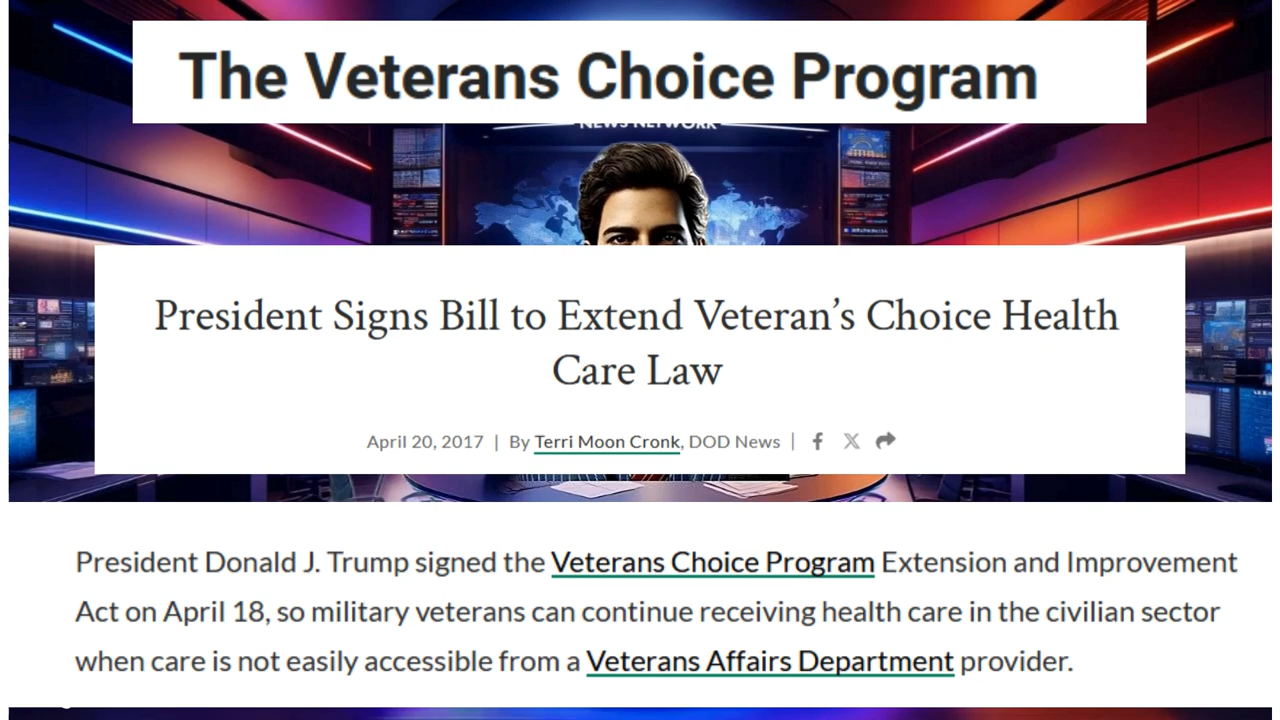 The Veterans Choice Program
NEWS NETWORK
President Signs Bill to Extend Veteran’s Choice Health
Care Law
April 20, 2017 | By Terri Moon Cronk, DOD News |
President Donald J. Trump signed the Veterans Choice Program Extension and Improvement
Act on April 18, so military veterans can continue receiving health care in the civilian sector
when care is not easily accessible from a Veterans Affairs Department provider.